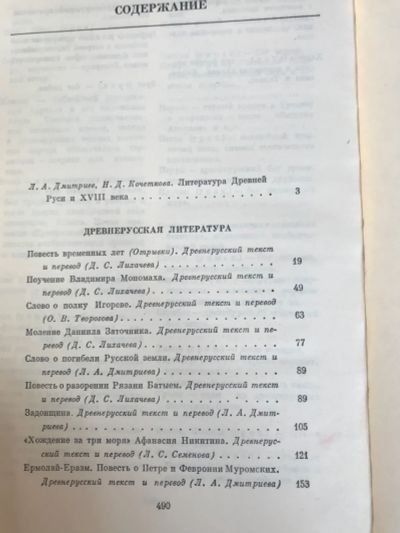 СОДЕРЖАНИЕ
Л. А. Дмитриев, Н. Д. Кочеткова. Литература Древней
Руси и XVIII века . . . . . . . . . . . . . . . 3
ДРЕВНЕРУССКАЯ ЛИТЕРАТУРА
Повесть временных лет (Отрывки). Древнерусский текст
и перевод (Д. С. Лихачева) . . . . . . . . . . 19
Поучение Владимира Мономаха. Древнерусский текст и
перевод (Д. С. Лихачева) . . . . . . . . . . . 49
Слово о полку Игореве. Древнерусский текст и перевод
(О. В. Творогова) . . . . . . . . . . . . . . . 63
Моление Даниила Заточника. Древнерусский текст и пе-
ревод (Д. С. Лихачева) . . . . . . . . . . . . 77
Слово о погибели Русской земли. Древнерусский текст и
перевод (Л. А. Дмитриева) . . . . . . . . . . . 89
Повесть о разорении Рязани Батыем. Древнерусский текст
и перевод (Д. С. Лихачева) . . . . . . . . . . 89
Задонщина. Древнерусский текст и перевод (Л. А. Дмит-
риева) . . . . . . . . . . . . . . . . . . . . 105
«Хождение за три моря» Афанасия Никитина. Древнерус-
ский текст и перевод (Л. С. Семенова) . . . . . 121
Ермолай-Еразм. Повесть о Петре и Февронии Муромских.
Древнерусский текст и перевод (Л. А. Дмитриева) 153
490